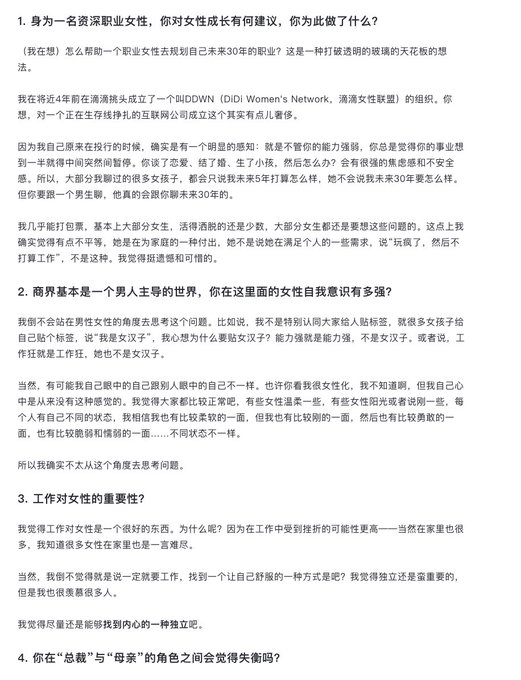 1. 身为一名资深职业女性，你对女性成长有何建议，你为此做了什么？
（我在想）怎么帮助一个职业女性去规划自己未来30年的职业？这是一种打破透明的玻璃的天花板的想
法。
我在将近4年前在滴滴挑头成立了一个叫DDWN（DiDi Women's Network，滴滴女性联盟）的组织。你
想，对一个正在生存线挣扎的互联网公司成立这个其实有点儿奢侈。
因为我自己原来在投行的时候，确实是有一个明显的感知：就是不管你的能力强弱，你总是觉得你的事业想
到一半就得中间突然间暂停。你谈了恋爱、结了婚、生了小孩，然后怎么办？会有很强的焦虑感和不安全
感。所以，大部分我聊过的很多女孩子，都会只说我未来5年打算怎么样，她不会说我未来30年要怎么样。
但你要跟一个男生聊，他真的会跟你聊未来30年的。
我几乎能打包票，基本上大部分女生，活得洒脱的还是少数，大部分女生都还是要想这些问题的。这点上我
确实觉得有点不平等，她是在为家庭的一种付出，她不是说她在满足个人的一些需求，说“玩疯了，然后不
打算工作”，不是这种。我觉得挺遗憾和可惜的。
2. 商界基本是一个男人主导的世界，你在这里面的女性自我意识有多强？
我倒不会站在男性女性的角度去思考这个问题。比如说，我不是特别认同大家给人贴标签，就很多女孩子给
自己贴个标签，说“我是女汉子”，我心想为什么要贴女汉子？能力强就是能力强，不是女汉子。或者说，工
作狂就是工作狂，她也不是女汉子。
当然，有可能我自己眼中的自己跟别人眼中的自己不一样。也许你看我很女性化，我不知道啊，但我自己心
中是从来没有这种感觉的。我觉得大家都比较正常吧，有些女性温柔一些，有些女性阳光或者说刚一些，每
个人有自己不同的状态，我相信我也有比较柔软的一面，但我也有比较刚的一面，然后也有比较勇敢的一
面，也有比较脆弱和懦弱的一面……不同状态不一样。
所以我确实不太从这个角度去思考问题。
3. 工作对女性的重要性？
我觉得工作对女性是一个很好的东西。为什么呢？因为在工作中受到挫折的可能性更高——当然在家里也很
多，我知道很多女性在家里也是一言难尽。
当然，我倒不觉得就是说一定就要工作，找到一个让自己舒服的一种方式是吧？我觉得独立还是蛮重要的，
但是我也很羡慕很多人。
我觉得尽量还是能够找到内心的一种独立吧。
4. 你在“总裁”与“母亲”的角色之间会觉得失衡吗？